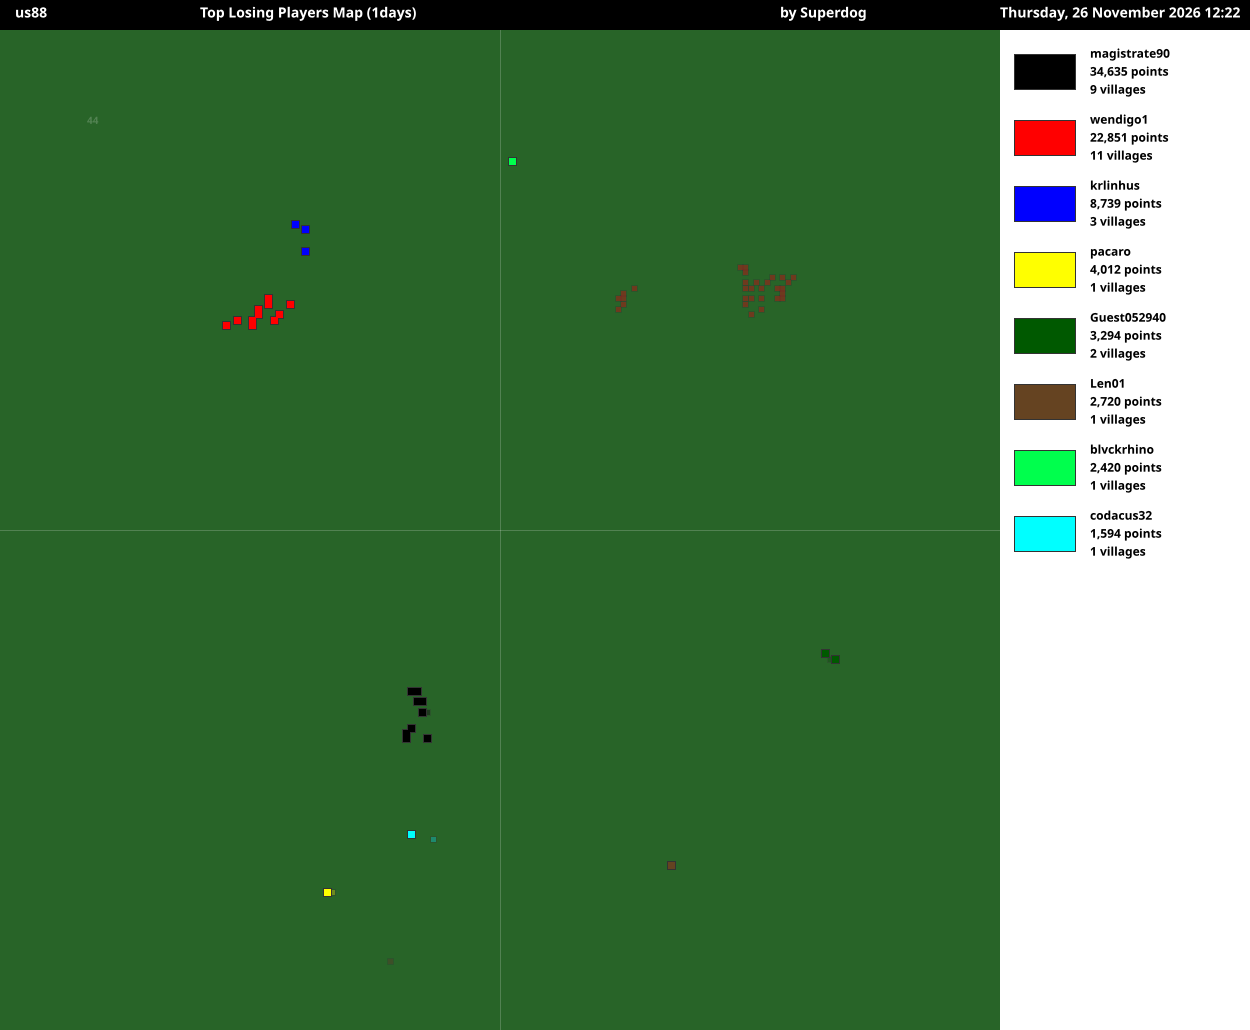 us88 Top Losing Players Map (1days) by Superdog Thursday, 26 November 2026 12:22
44
magistrate90
34,635 points
9 villages
wendigo1
22,851 points
11 villages
krlinhus
8,739 points
3 villages
pacaro
4,012 points
1 villages
Guest052940
3,294 points
2 villages
Len01
2,720 points
1 villages
blvckrhino
2,420 points
1 villages
codacus32
1,594 points
1 villages